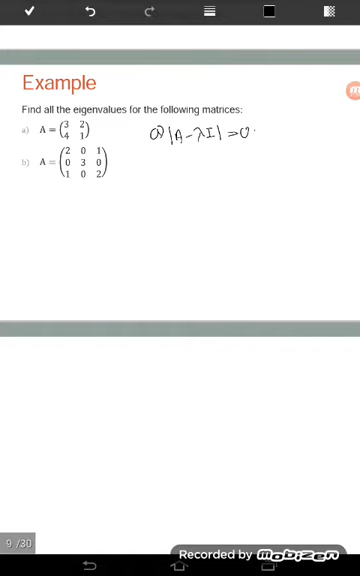 Example
Find all the eigenvalues for the following matrices:
a) A = (3 2
4 1)
a) |A - λI| = 0.
b) A = (2 0 1
0 3 0
1 0 2)
9 / 30
Recorded by Mobizen